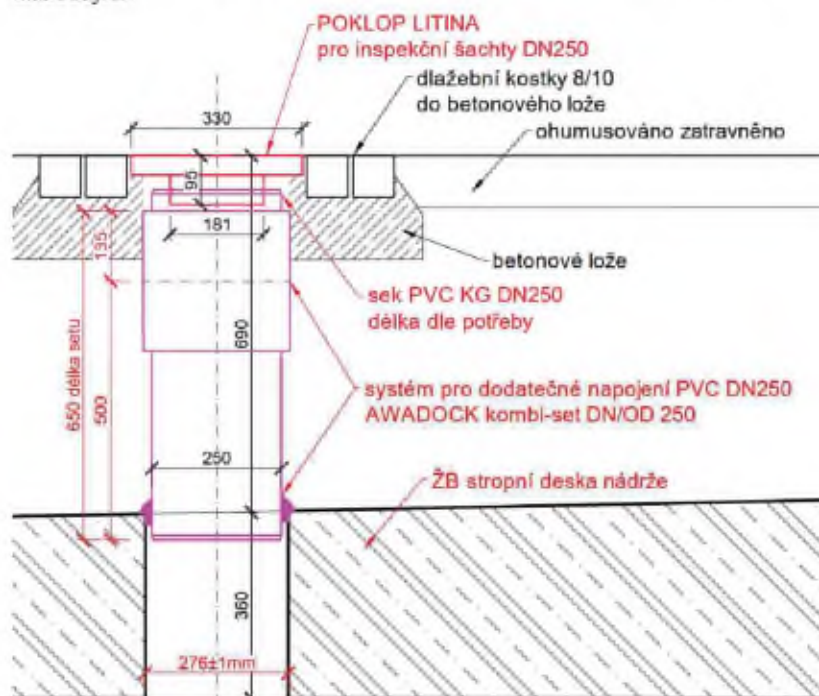 POKLOP LITINA
pro inspekční šachty DN250
dlažební kostky 8/10
do betonového lože
330
ohumusováno zatravněno
95
181
135
betonové lože
sek PVC KG DN250
délka dle potřeby
690
650 délka setu
500
systém pro dodatečné napojení PVC DN250
AWADOCK kombi-set DN/OD 250
250
ŽB stropní deska nádrže
360
276±1mm